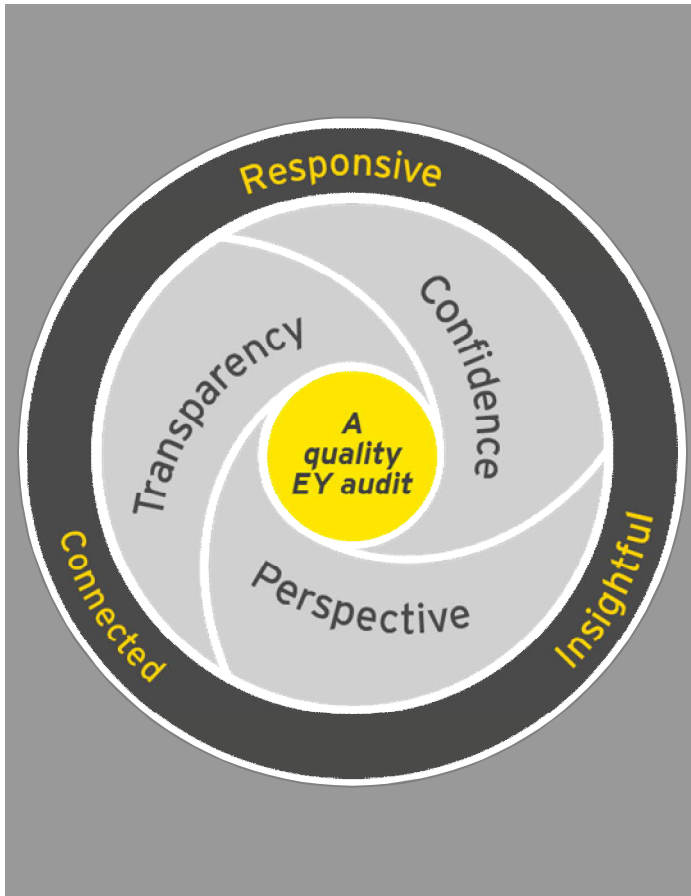 Responsive
Confidence
Transparency
A
quality
EY audit
Perspective
Connected
Insightful